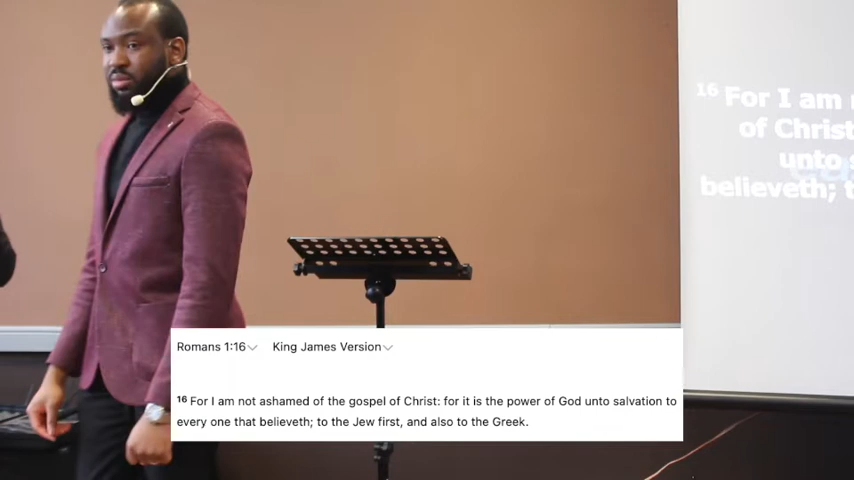 16 For I am
of Christ
unto
believeth; t
Romans 1:16 King James Version
16 For I am not ashamed of the gospel of Christ: for it is the power of God unto salvation to
every one that believeth; to the Jew first, and also to the Greek.